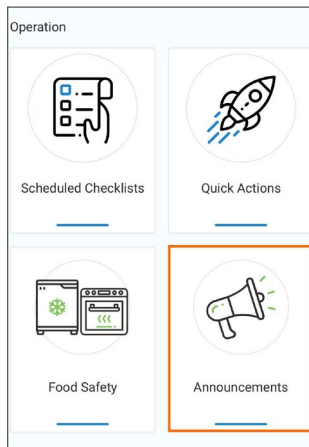 Operation
Scheduled Checklists
Quick Actions
Food Safety
Announcements